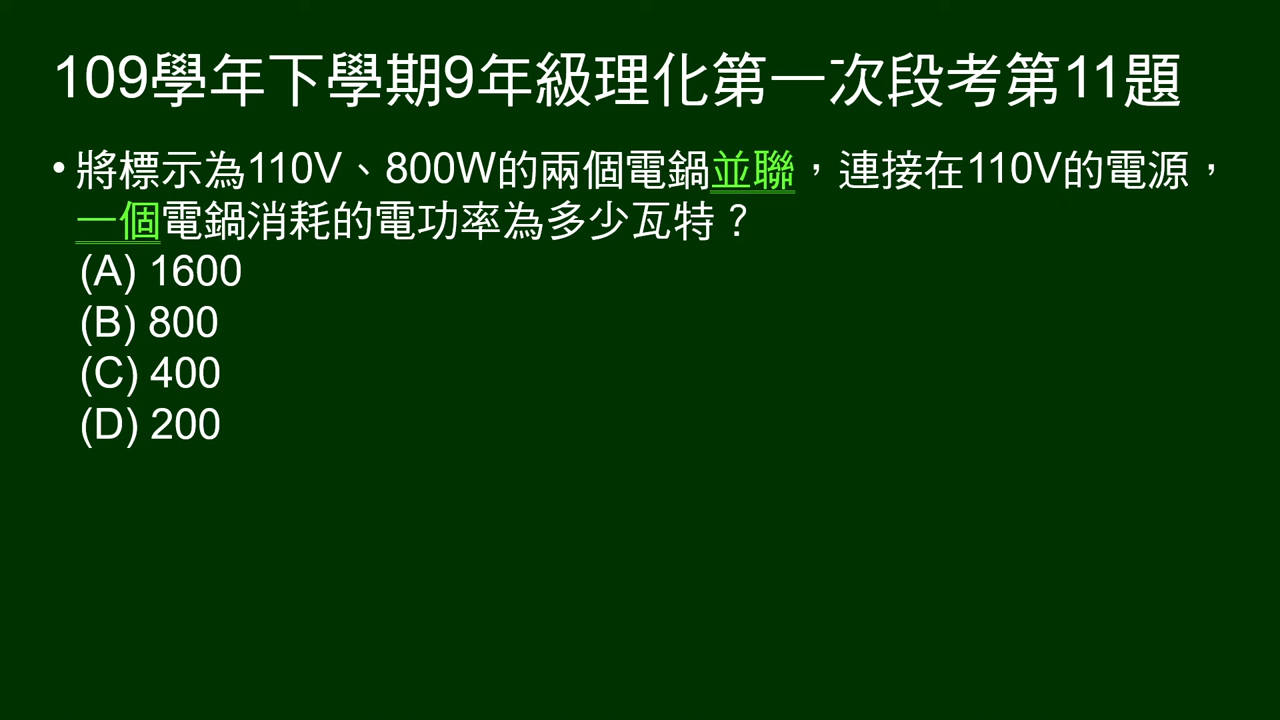 109學年下學期9年級理化第一次段考第11題
•將標示為110V、800W的兩個電鍋並聯，連接在110V的電源，
一個電鍋消耗的電功率為多少瓦特？
(A) 1600
(B) 800
(C) 400
(D) 200